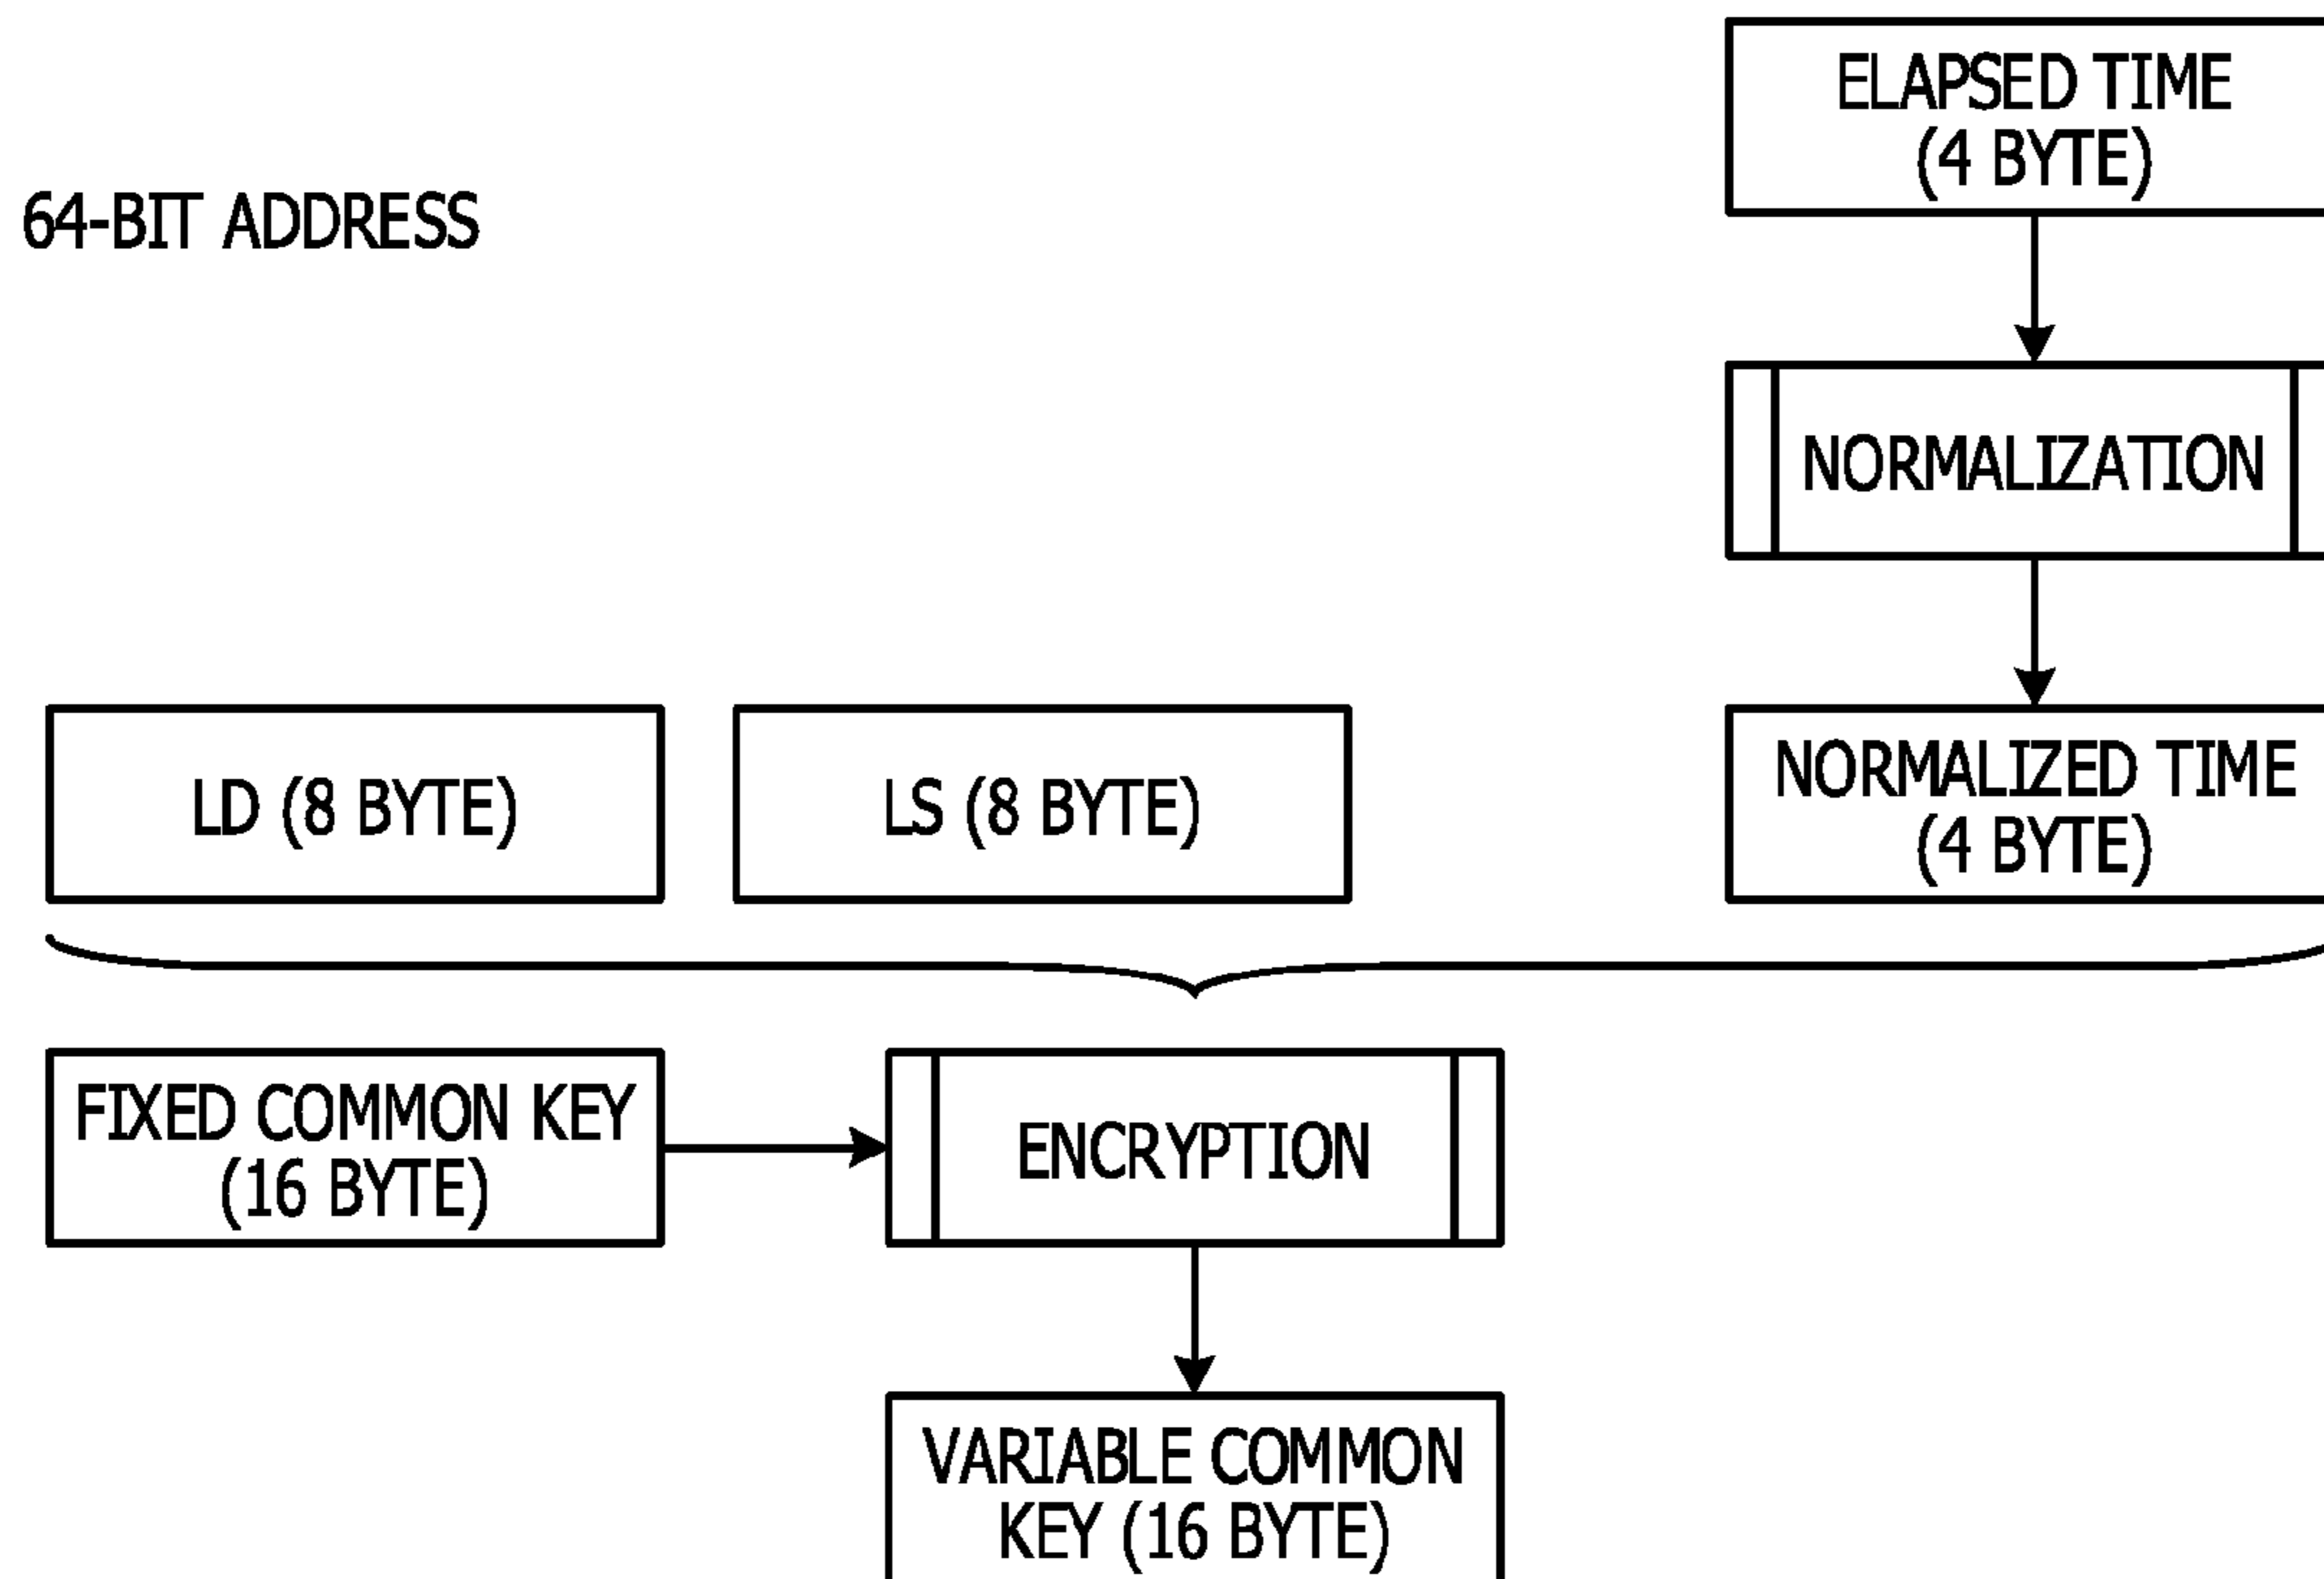 ELAPSED TIME
(4 BYTE)
64-BIT ADDRESS
NORMALIZATION
LD (8 BYTE)
LS (8 BYTE)
NORMALIZED TIME
(4 BYTE)
FIXED COMMON KEY
(16 BYTE)
ENCRYPTION
VARIABLE COMMON
KEY (16 BYTE)